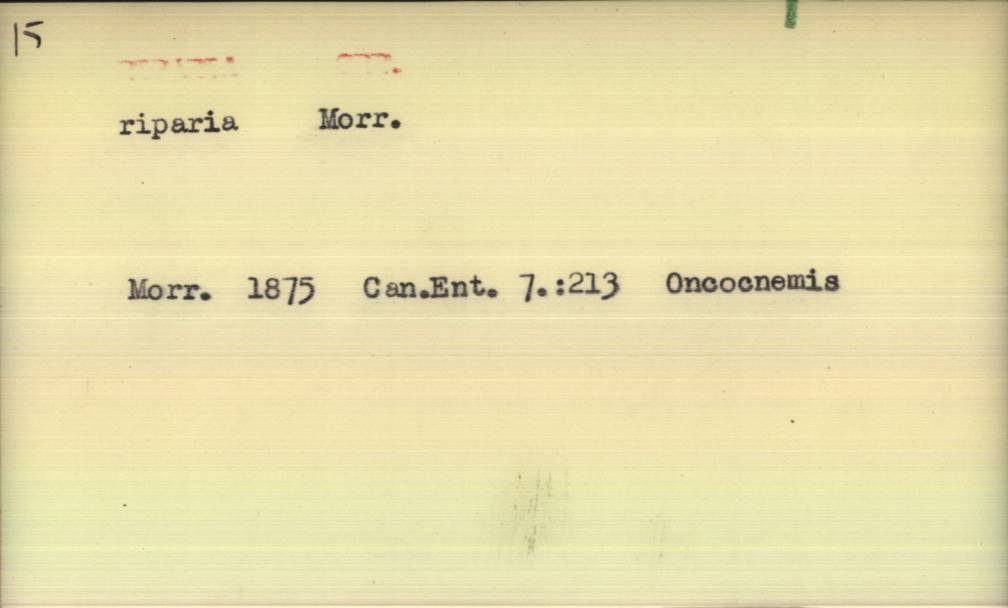 15
riparia Morr.
Morr. 1875 Can.Ent. 7.:213 Oncocnemis